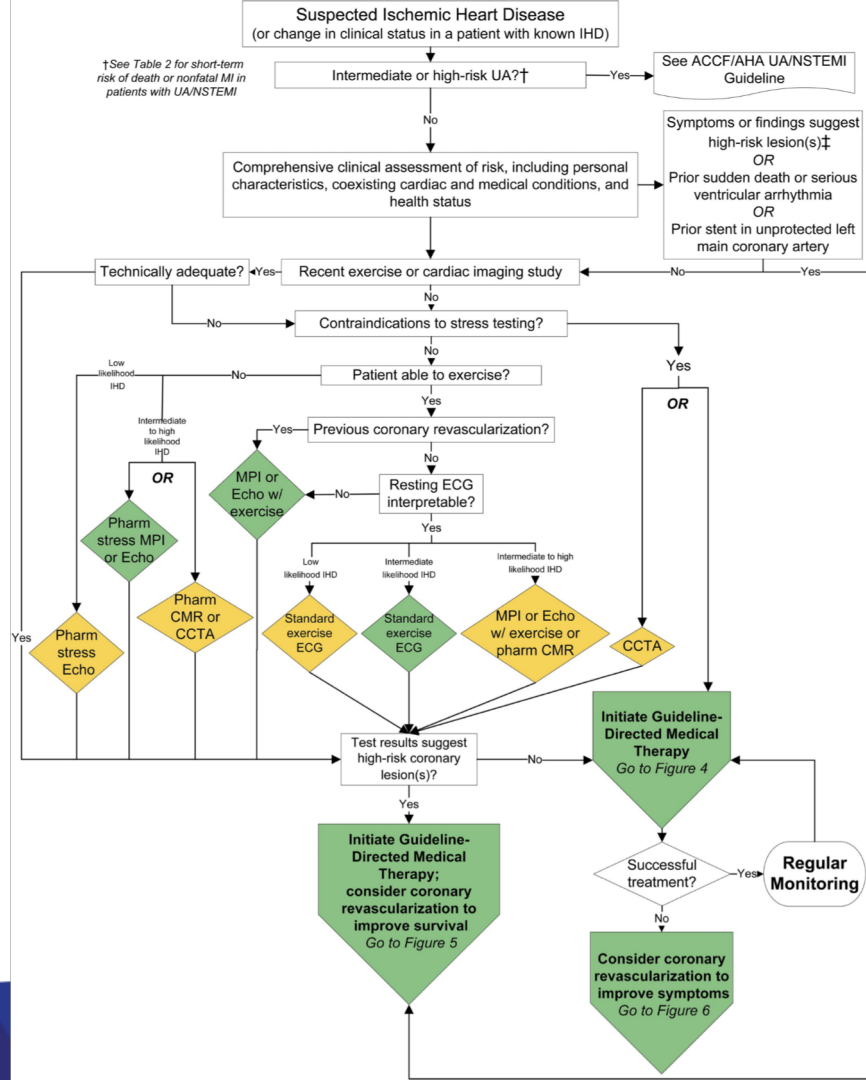 Suspected Ischemic Heart Disease
(or change in clinical status in a patient with known IHD)
†See Table 2 for short-term
risk of death or nonfatal MI in
patients with UA/NSTEMI
Intermediate or high-risk UA?†
Yes
See ACCF/AHA UA/NSTEMI
Guideline
No
Comprehensive clinical assessment of risk, including personal
characteristics, coexisting cardiac and medical conditions, and
health status
Symptoms or findings suggest
high-risk lesion(s)‡
OR
Prior sudden death or serious
ventricular arrhythmia
OR
Prior stent in unprotected left
main coronary artery
Technically adequate?
Yes
Recent exercise or cardiac imaging study
No
Yes
No
No
Contraindications to stress testing?
No
Yes
OR
Low
likelihood
IHD
No
Patient able to exercise?
Yes
Intermediate
to high
likelihood
IHD
OR
Yes
Previous coronary revascularization?
No
MPI or
Echo w/
exercise
No
Resting ECG
interpretable?
Yes
Pharm
stress MPI
or Echo
Low
likelihood IHD
Intermediate
likelihood IHD
Intermediate to high
likelihood IHD
Yes
Pharm
stress
Echo
Pharm
CMR or
CCTA
Standard
exercise
ECG
Standard
exercise
ECG
MPI or Echo
w/ exercise or
pharm CMR
CCTA
Test results suggest
high-risk coronary
lesion(s)?
No
Initiate Guideline-
Directed Medical
Therapy
Go to Figure 4
Yes
Initiate Guideline-
Directed Medical
Therapy;
consider coronary
revascularization to
improve survival
Go to Figure 5
Successful
treatment?
Yes
Regular
Monitoring
No
Consider coronary
revascularization to
improve symptoms
Go to Figure 6